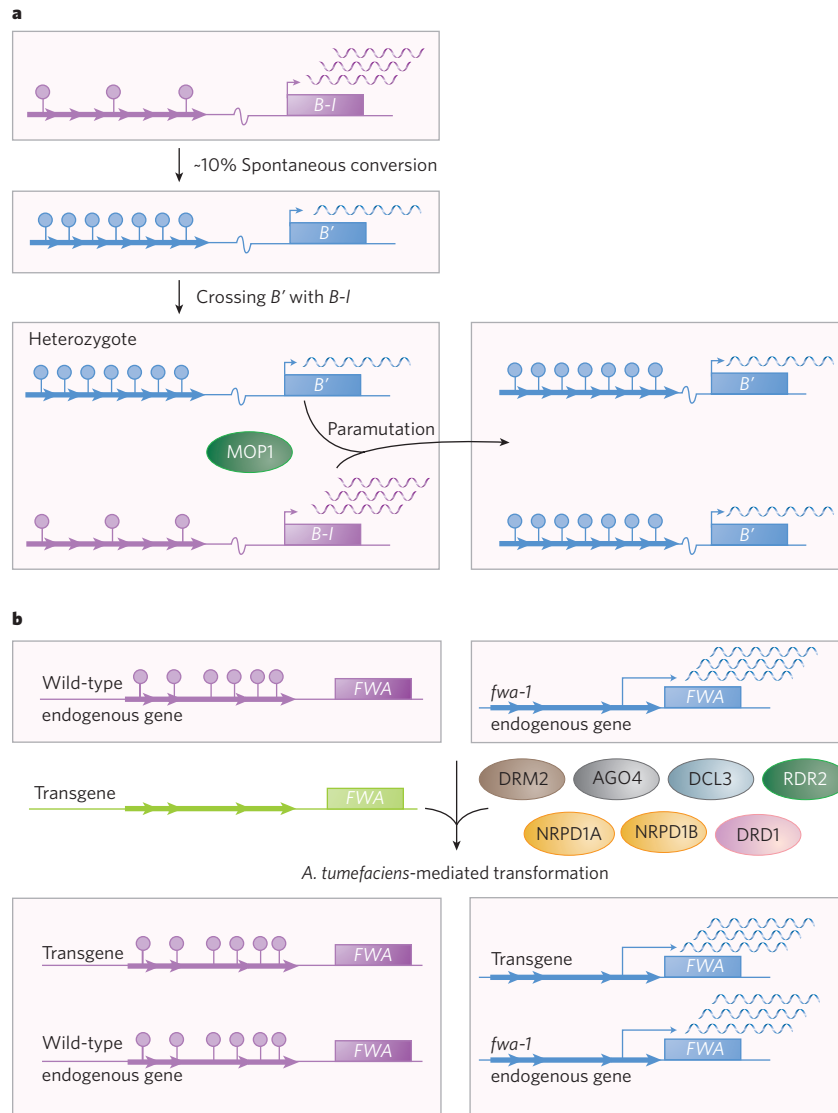 a
B-I
~10% Spontaneous conversion
B'
Crossing B' with B-I
Heterozygote
B'
B'
Paramutation
MOP1
B-I
B'
b
Wild-type
endogenous gene
FWA
fwa-1
endogenous gene
FWA
Transgene
FWA
DRM2
AGO4
DCL3
RDR2
NRPD1A
NRPD1B
DRD1
A. tumefaciens-mediated transformation
Transgene
FWA
Transgene
FWA
Wild-type
endogenous gene
FWA
fwa-1
endogenous gene
FWA